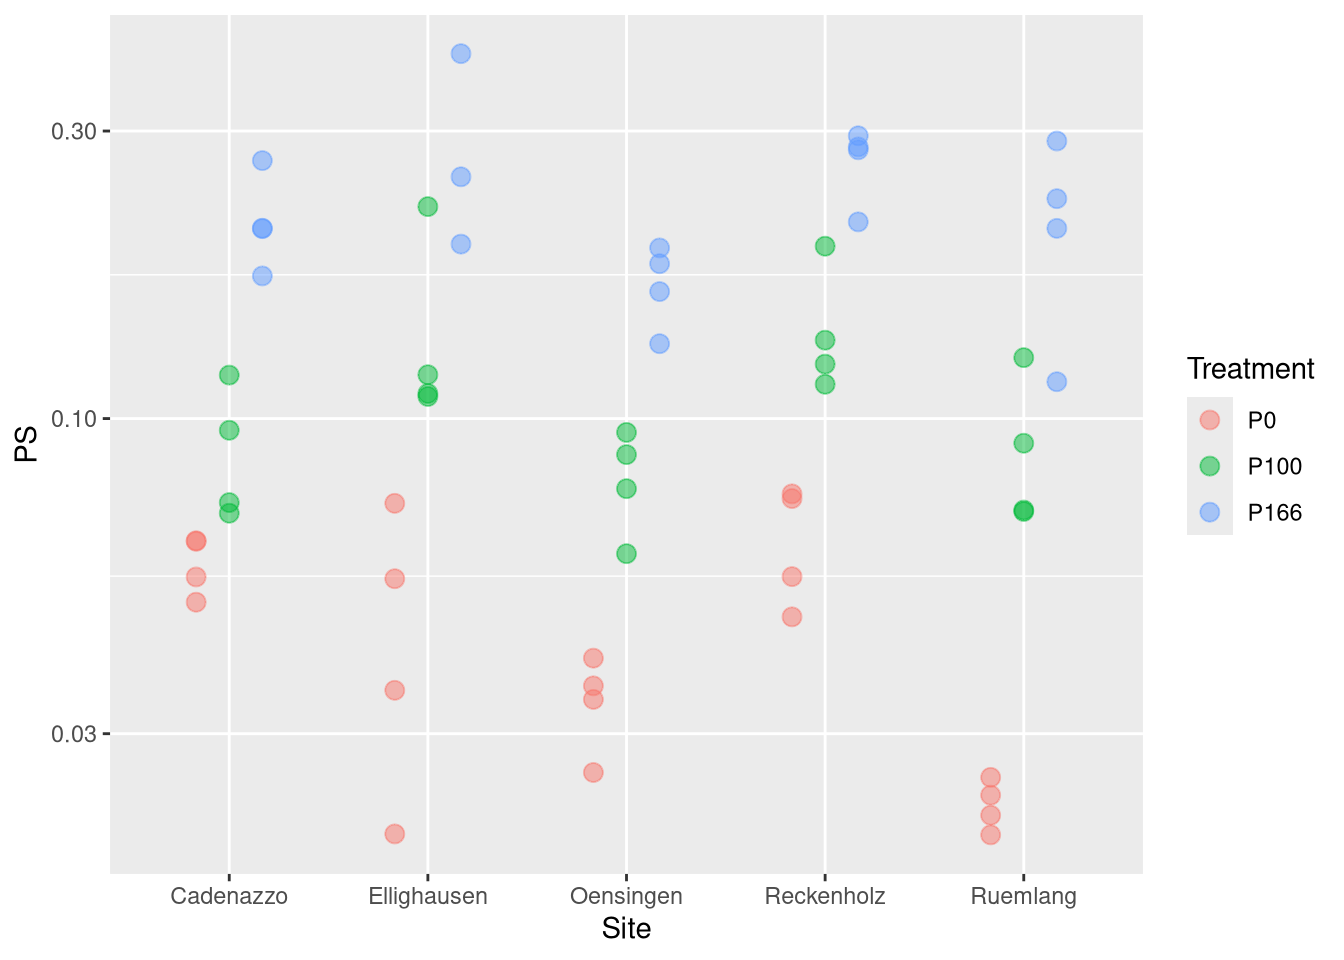 0.30
0.10
0.03
PS
Cadenazzo
Ellighausen
Oensingen
Reckenholz
Ruemlang
Site
Treatment
P0
P100
P166